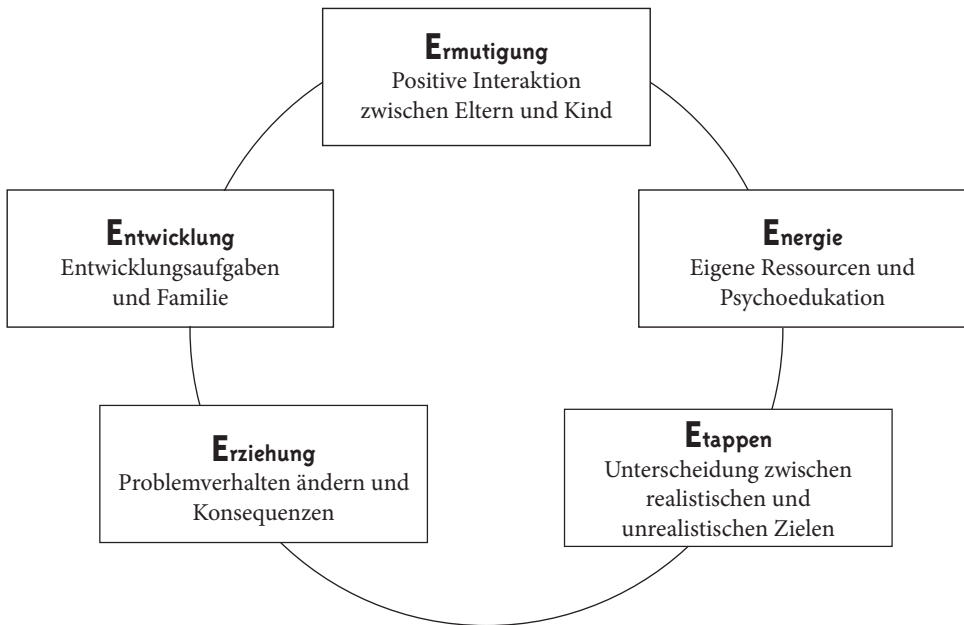 Ermutigung
Positive Interaktion
zwischen Eltern und Kind
Entwicklung
Entwicklungsaufgaben
und Familie
Energie
Eigene Ressourcen und
Psychoedukation
Erziehung
Problemverhalten ändern und
Konsequenzen
Etappen
Unterscheidung zwischen
realistischen und
unrealistischen Zielen